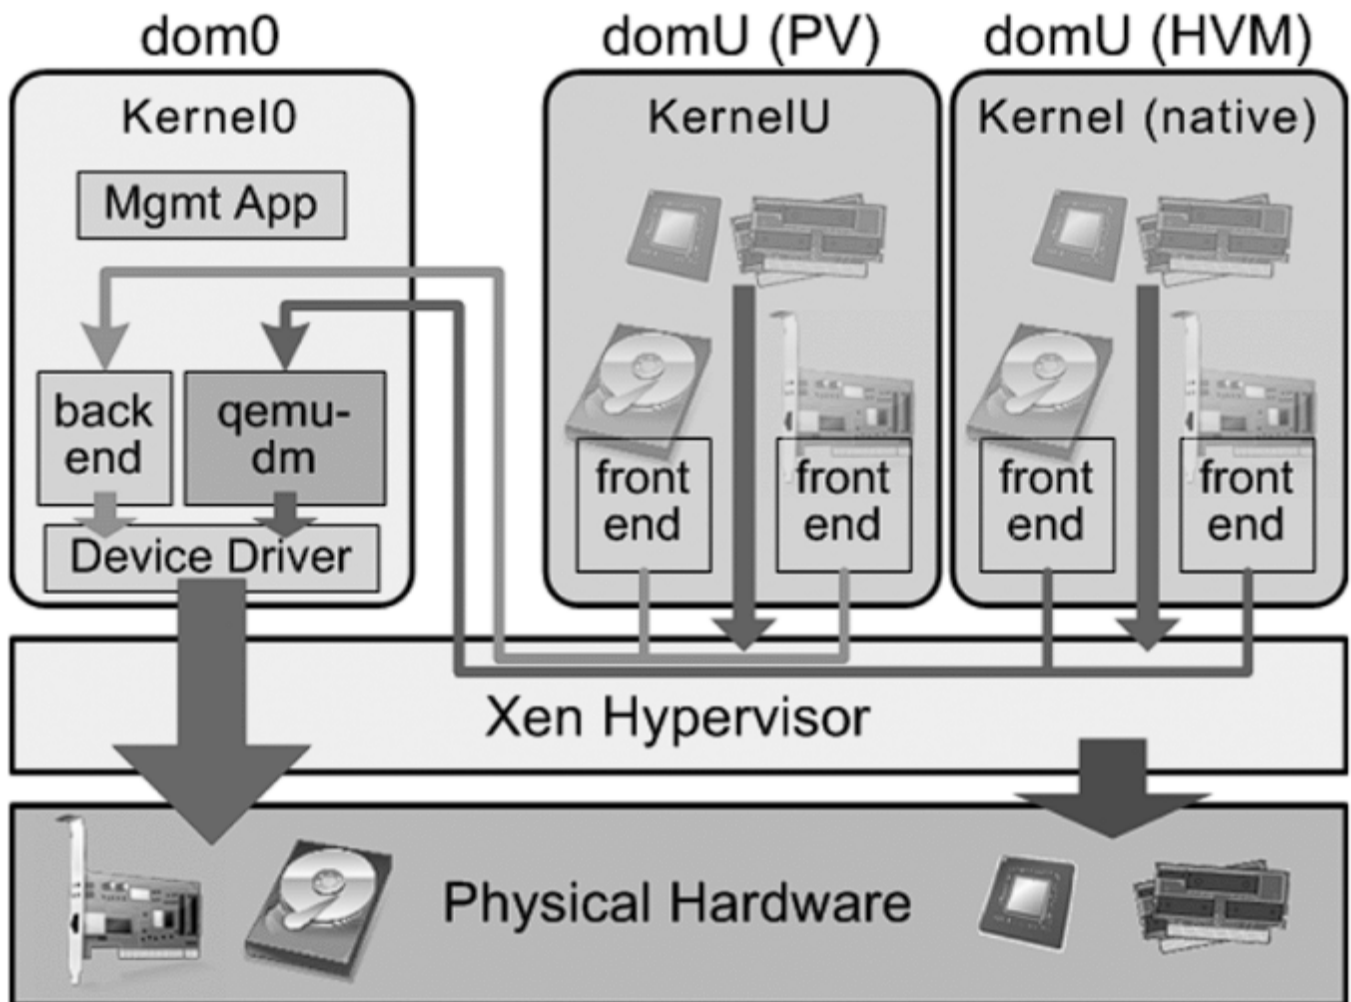 dom0
Kernel0
Mgmt App
back
end
qemu-
dm
Device Driver
domU (PV)
KernelU
front
end
front
end
domU (HVM)
Kernel (native)
front
end
front
end
Xen Hypervisor
Physical Hardware